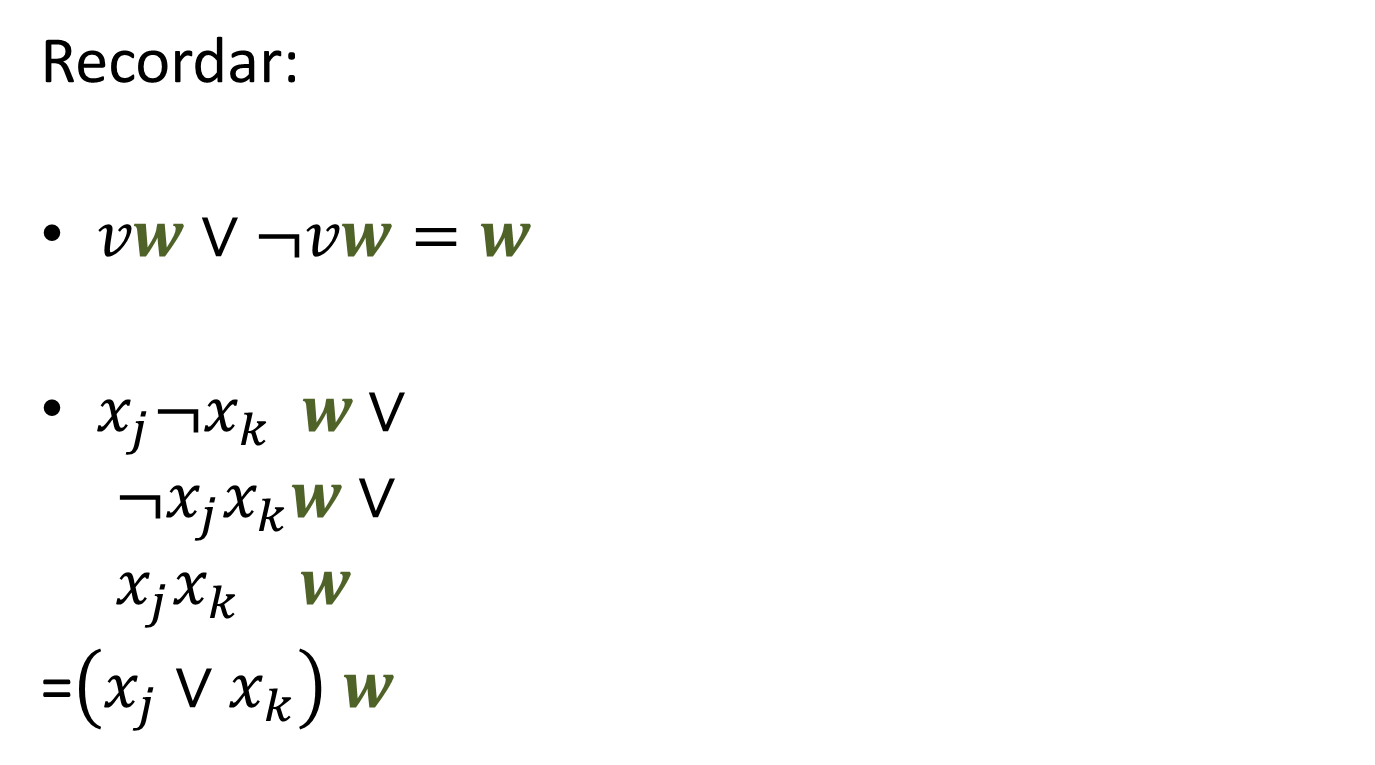 Recordar:
• 𝑣𝒘 ∨ ¬𝑣𝒘 = 𝒘
• 𝑥ⱼ¬𝑥ₖ 𝒘 ∨
¬𝑥ⱼ𝑥ₖ𝒘 ∨
𝑥ⱼ𝑥ₖ 𝒘
=(𝑥ⱼ ∨ 𝑥ₖ) 𝒘